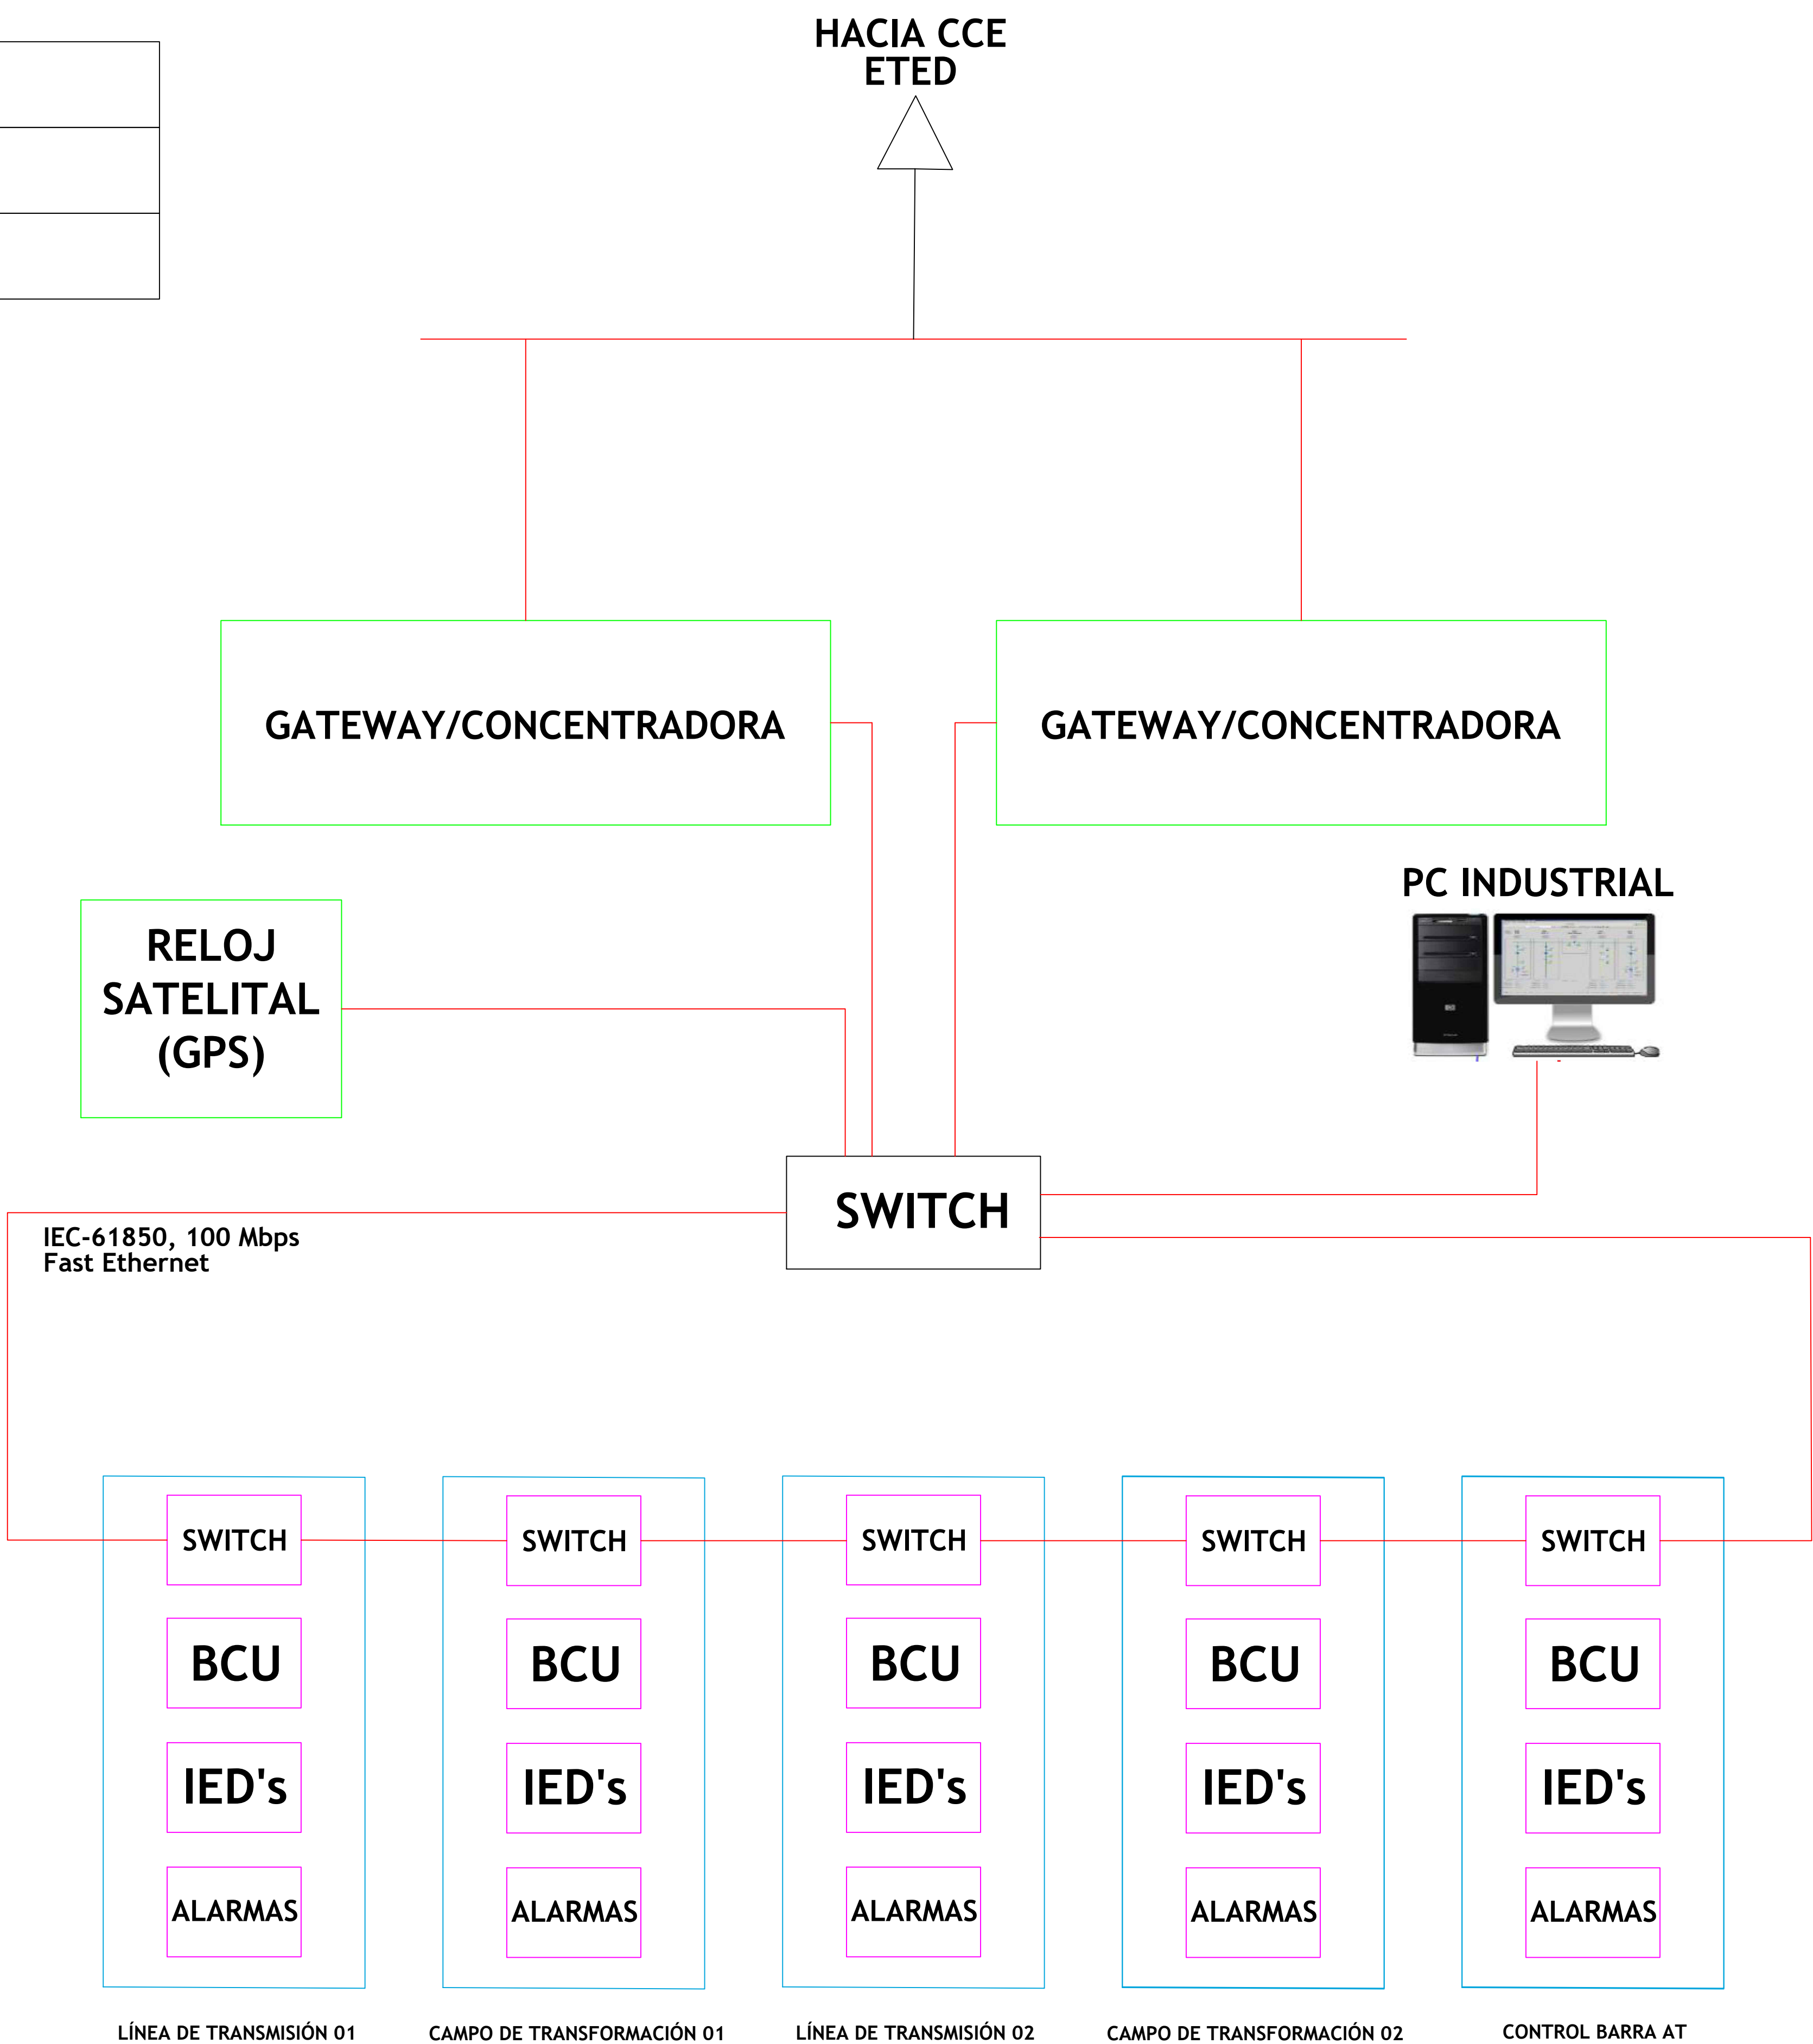 HACIA CCE
ETED
GATEWAY/CONCENTRADORA
GATEWAY/CONCENTRADORA
PC INDUSTRIAL
RELOJ
SATELITAL
(GPS)
SWITCH
IEC-61850, 100 Mbps
Fast Ethernet
SWITCH
SWITCH
SWITCH
SWITCH
SWITCH
BCU
BCU
BCU
BCU
BCU
IED's
IED's
IED's
IED's
IED's
ALARMAS
ALARMAS
ALARMAS
ALARMAS
ALARMAS
LÍNEA DE TRANSMISIÓN 01
CAMPO DE TRANSFORMACIÓN 01
LÍNEA DE TRANSMISIÓN 02
CAMPO DE TRANSFORMACIÓN 02
CONTROL BARRA AT